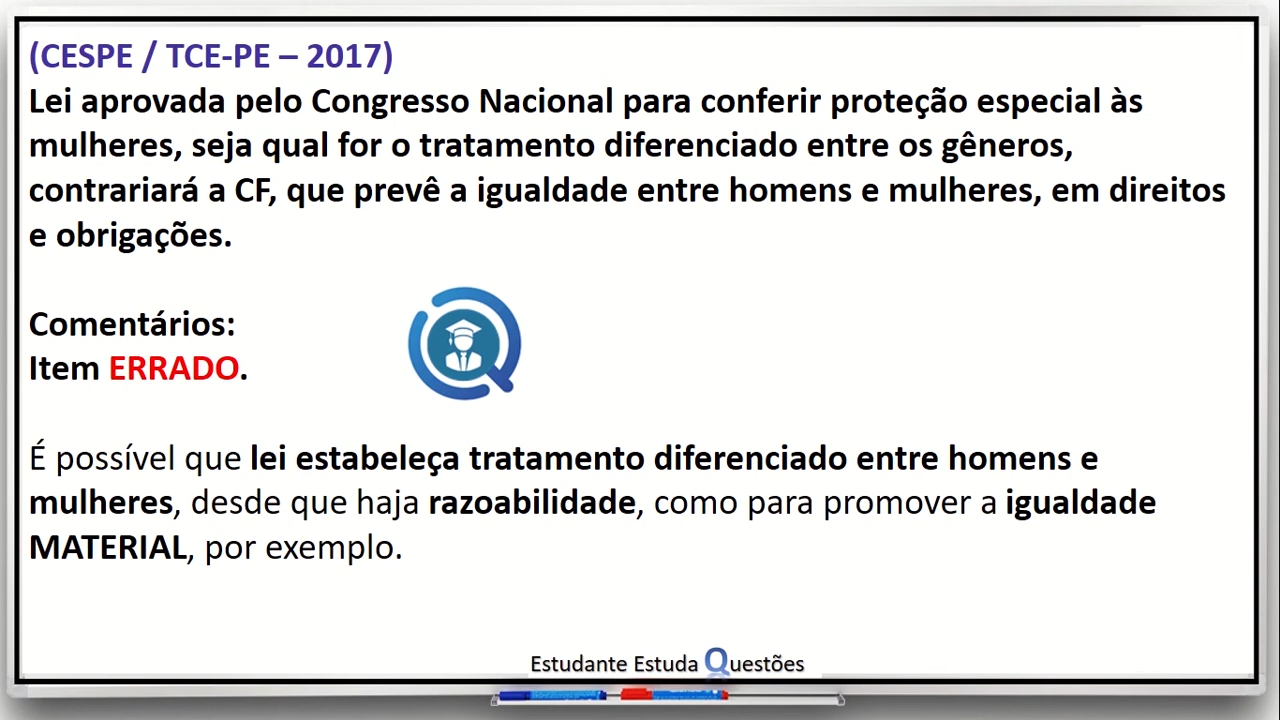 (CESPE / TCE-PE – 2017)
Lei aprovada pelo Congresso Nacional para conferir proteção especial às
mulheres, seja qual for o tratamento diferenciado entre os gêneros,
contrariará a CF, que prevê a igualdade entre homens e mulheres, em direitos
e obrigações.
Comentários:
Item ERRADO.
É possível que lei estabeleça tratamento diferenciado entre homens e
mulheres, desde que haja razoabilidade, como para promover a igualdade
MATERIAL, por exemplo.
Estudante Estuda Questões